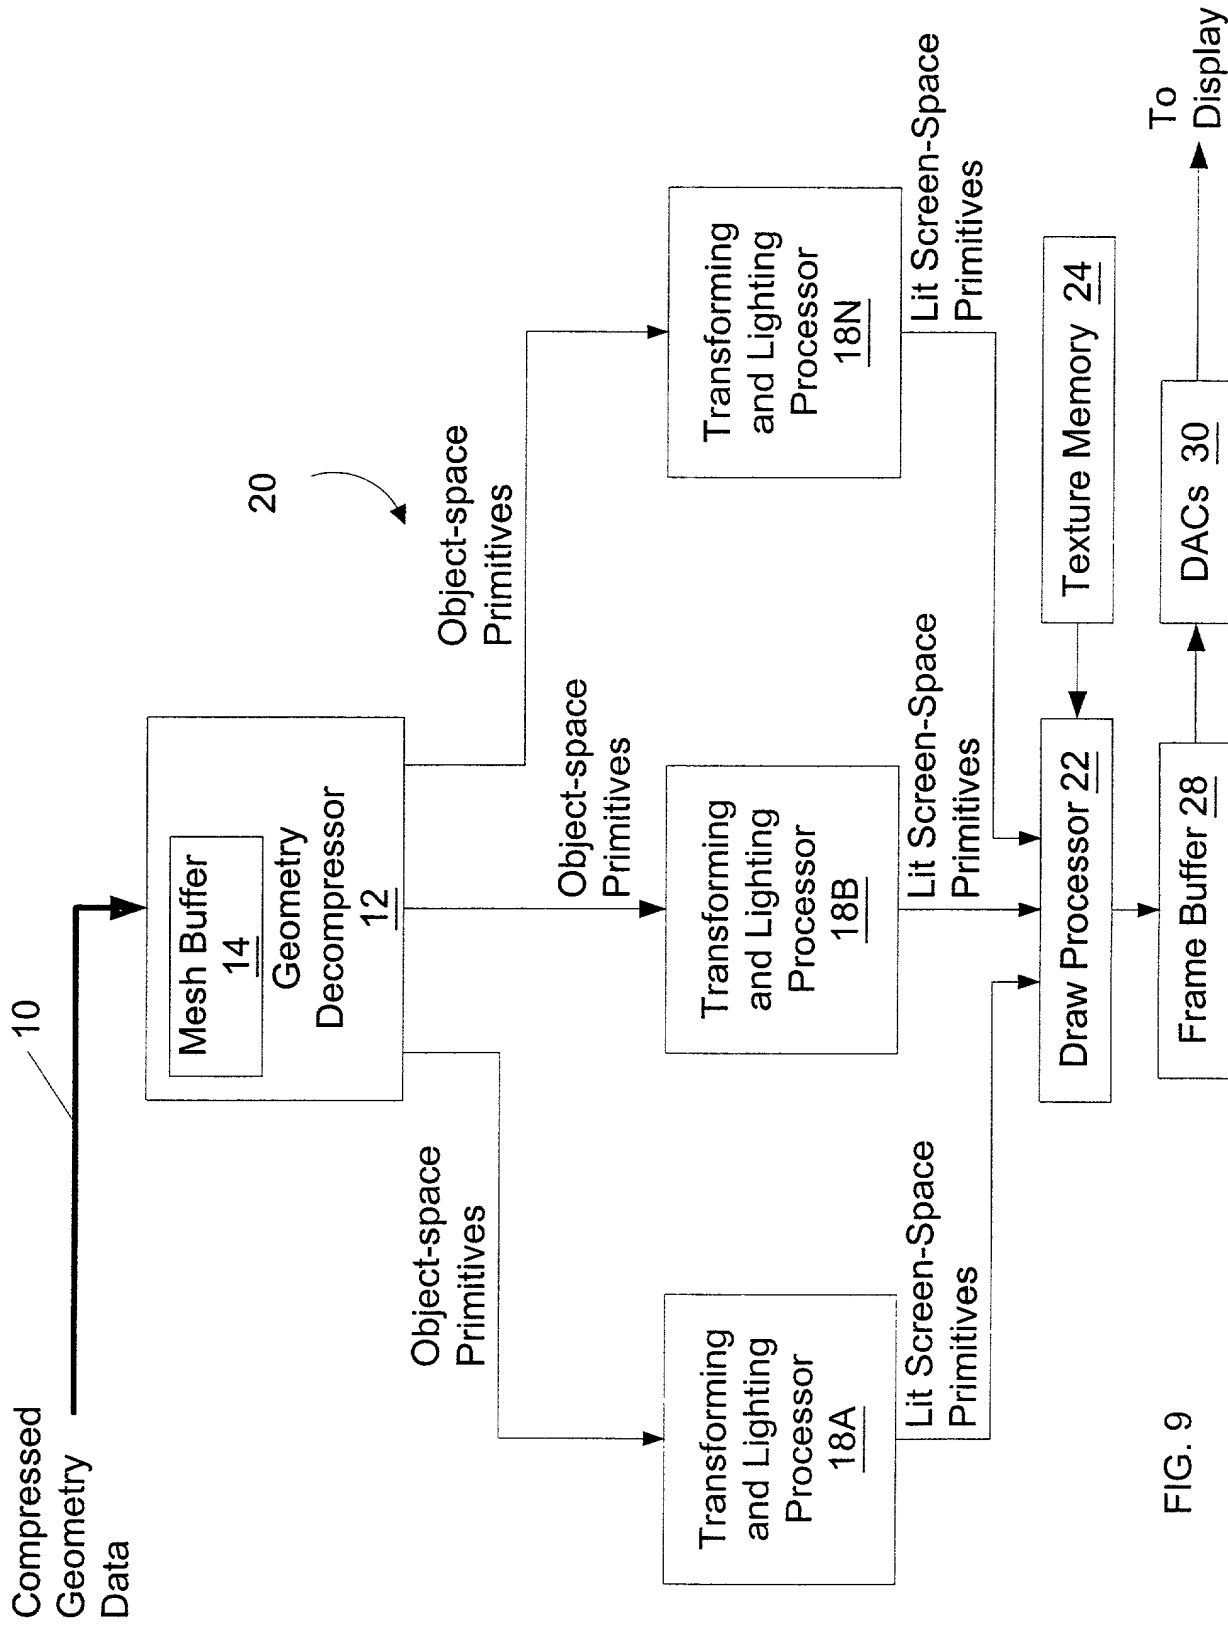 Compressed
Geometry
Data
10
Mesh Buffer
14
Geometry
Decompressor
12
20
Object-space
Primitives
Object-space
Primitives
Object-space
Primitives
Transforming
and Lighting
Processor
18A
Transforming
and Lighting
Processor
18B
Transforming
and Lighting
Processor
18N
Lit Screen-Space
Primitives
Lit Screen-Space
Primitives
Lit Screen-Space
Primitives
Draw Processor 22
Texture Memory 24
Frame Buffer 28
DACs 30
To
Display
FIG. 9